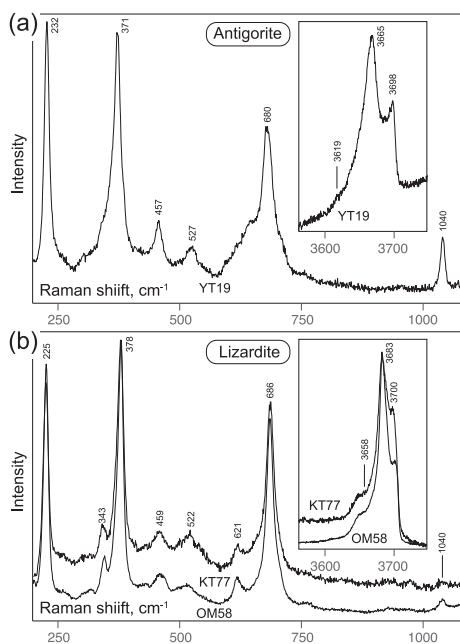 (a)
Antigorite
232
371
457
527
680
1040
3619
3665
3698
YT19
3600
3700
Intensity
YT19
Raman shiift, cm-1
250
500
750
1000
(b)
Lizardite
225
343
378
459
522
621
686
1040
3658
3683
3700
KT77
OM58
3600
3700
Intensity
KT77
OM58
Raman shiift, cm-1
250
500
750
1000